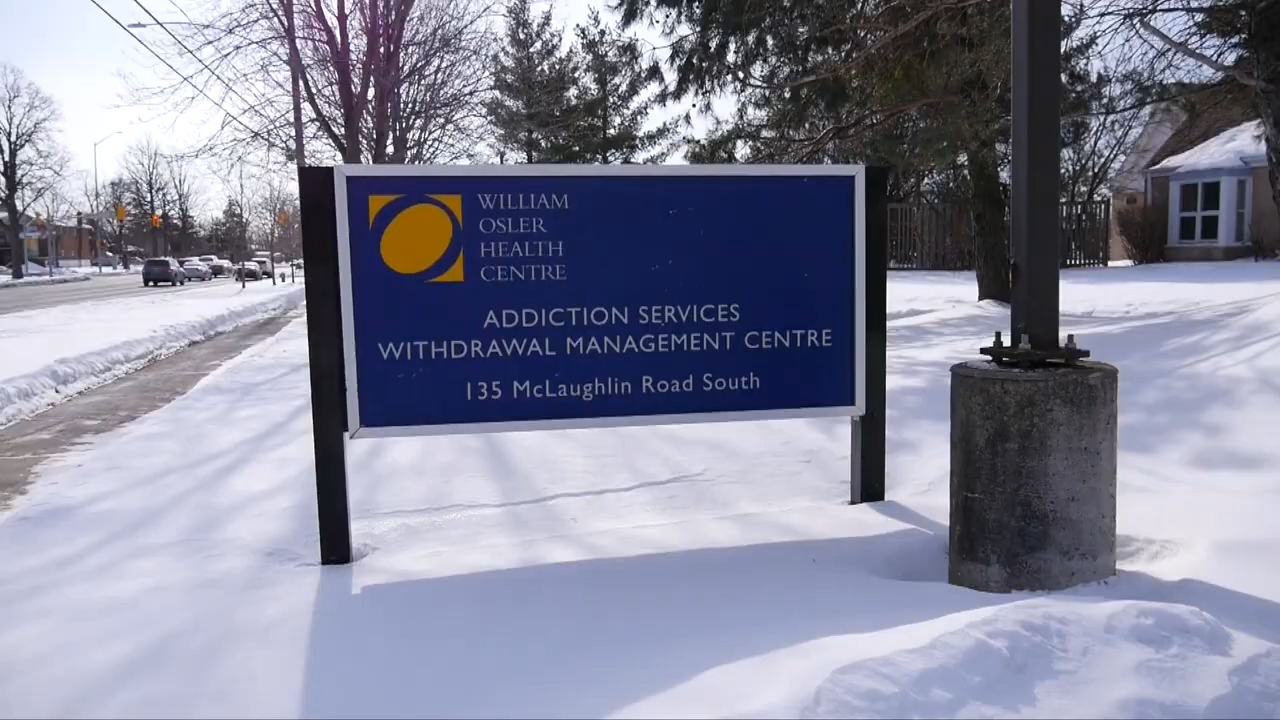 WILLIAM
OSLER
HEALTH
CENTRE
ADDICTION SERVICES
WITHDRAWAL MANAGEMENT CENTRE
135 McLaughlin Road South